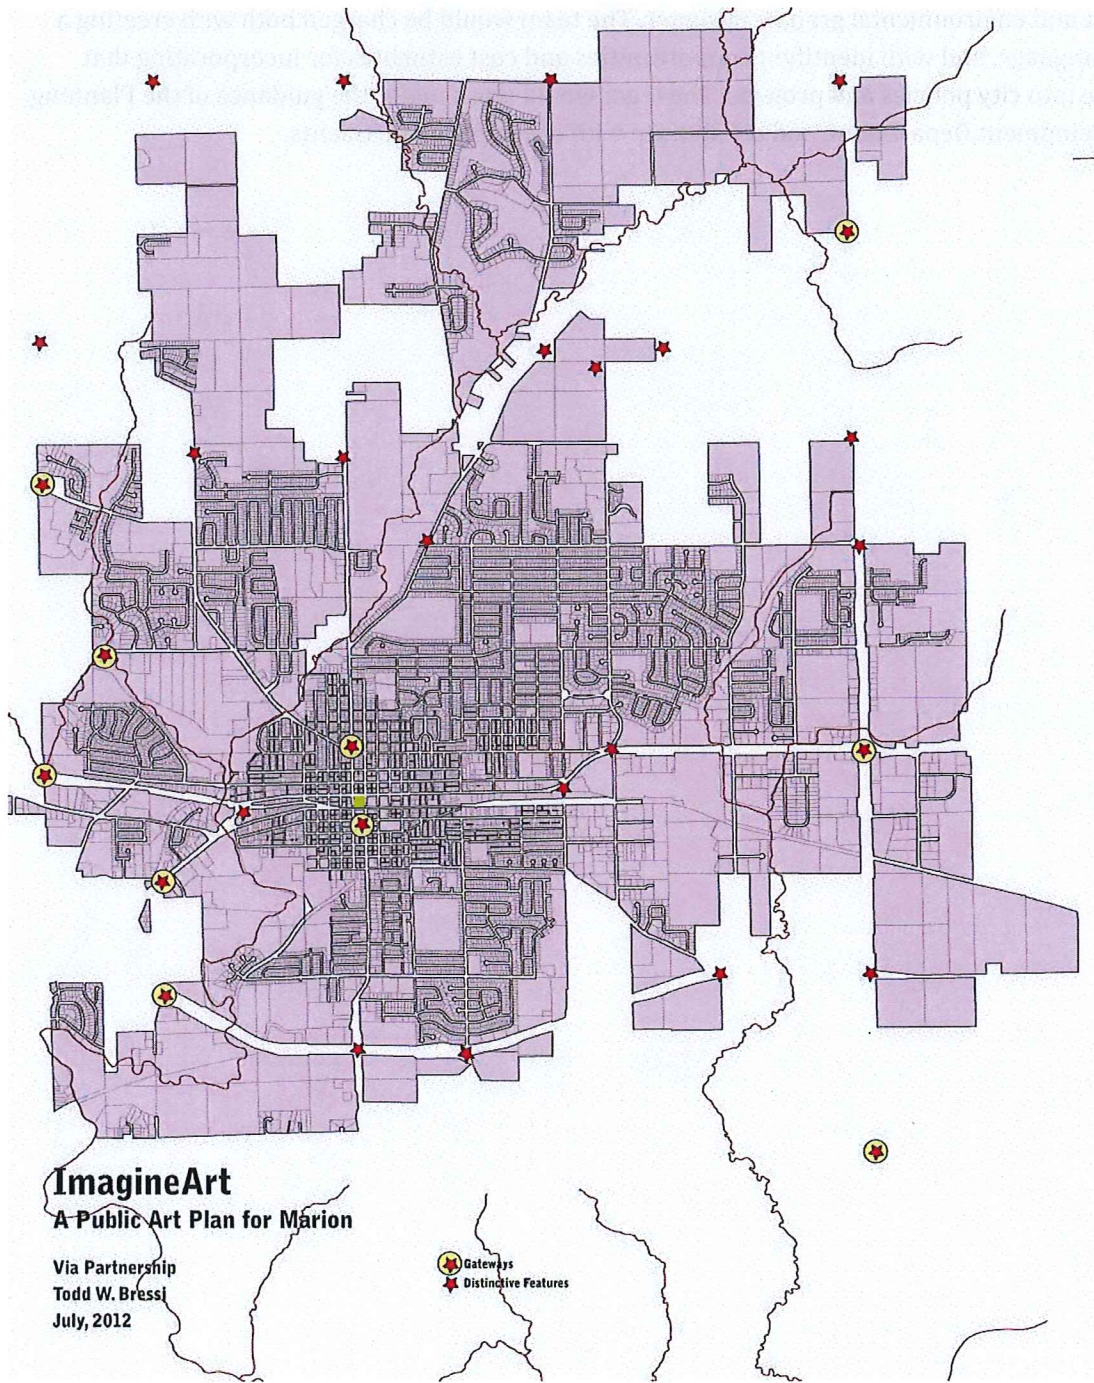 ImagineArt
A Public Art Plan for Marion
Via Partnership
Todd W. Bressi
July, 2012
Gateways
Distinctive Features